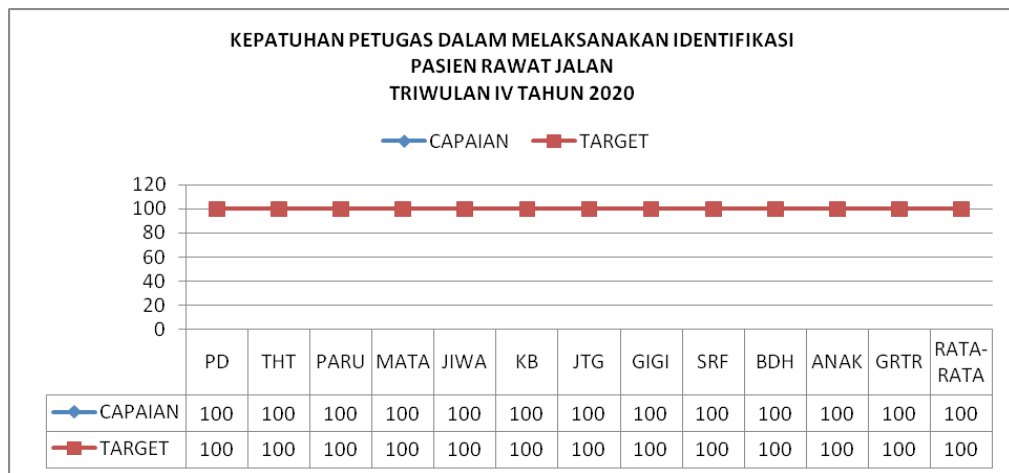 KEPATUHAN PETUGAS DALAM MELAKSANAKAN IDENTIFIKASI
PASIEN RAWAT JALAN
TRIWULAN IV TAHUN 2020
CAPAIAN TARGET
120
100
80
60
40
20
0
PD THT PARU MATA JIWA KB JTG GIGI SRF BDH ANAK GRTR RATA-
RATA
CAPAIAN 100 100 100 100 100 100 100 100 100 100 100 100 100
TARGET 100 100 100 100 100 100 100 100 100 100 100 100 100